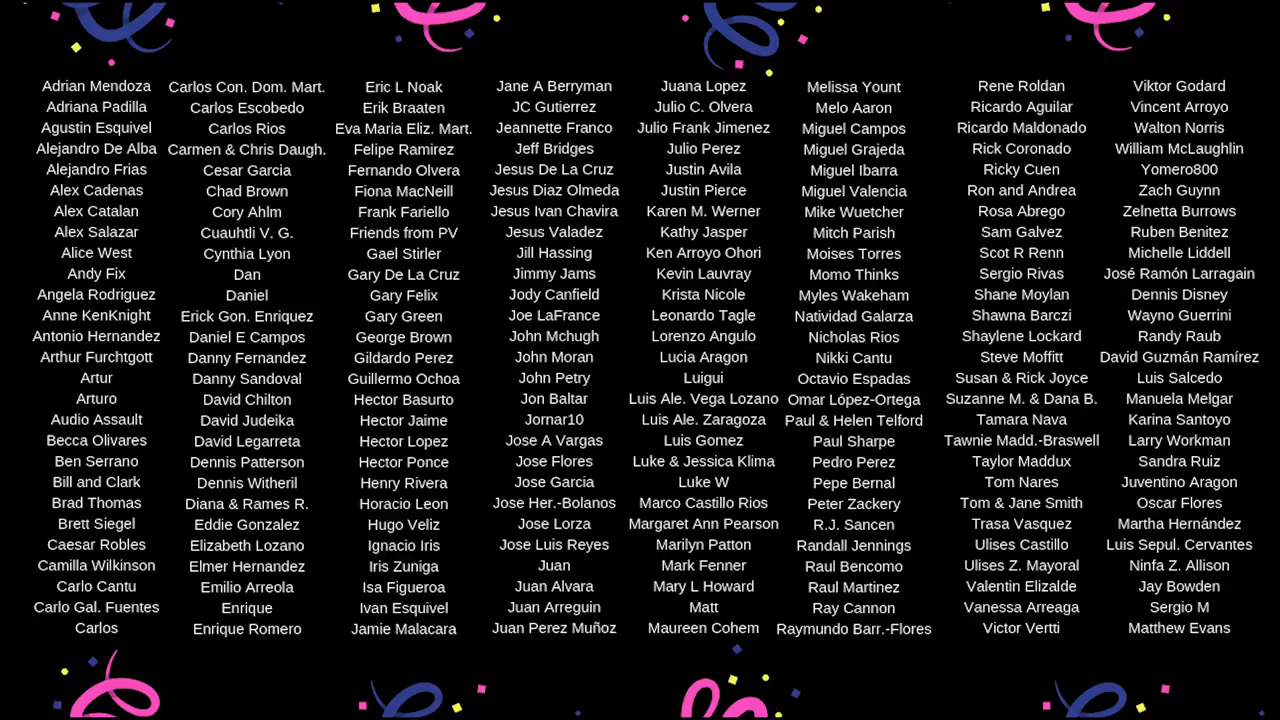 Adrian Mendoza
Adriana Padilla
Agustin Esquivel
Alejandro De Alba
Alejandro Frias
Alex Cadenas
Alex Catalan
Alex Salazar
Alice West
Andy Fix
Angela Rodriguez
Anne KenKnight
Antonio Hernandez
Arthur Furchtgott
Artur
Arturo
Audio Assault
Becca Olivares
Ben Serrano
Bill and Clark
Brad Thomas
Brett Siegel
Caesar Robles
Camilla Wilkinson
Carlo Cantu
Carlo Gal. Fuentes
Carlos
Carlos Con. Dom. Mart.
Carlos Escobedo
Carlos Rios
Carmen & Chris Daugh.
Cesar Garcia
Chad Brown
Cory Ahlm
Cuauhtli V. G.
Cynthia Lyon
Dan
Daniel
Erick Gon. Enriquez
Daniel E Campos
Danny Fernandez
Danny Sandoval
David Chilton
David Judeika
David Legarreta
Dennis Patterson
Dennis Witheril
Diana & Rames R.
Eddie Gonzalez
Elizabeth Lozano
Elmer Hernandez
Emilio Arreola
Enrique
Enrique Romero
Eric L Noak
Erik Braaten
Eva Maria Eliz. Mart.
Felipe Ramirez
Fernando Olvera
Fiona MacNeill
Frank Fariello
Friends from PV
Gael Stirler
Gary De La Cruz
Gary Felix
Gary Green
George Brown
Gildardo Perez
Guillermo Ochoa
Hector Basurto
Hector Jaime
Hector Lopez
Hector Ponce
Henry Rivera
Horacio Leon
Hugo Veliz
Ignacio Iris
Iris Zuniga
Isa Figueroa
Ivan Esquivel
Jamie Malacara
Jane A Berryman
JC Gutierrez
Jeannette Franco
Jeff Bridges
Jesus De La Cruz
Jesus Diaz Olmeda
Jesus Ivan Chavira
Jesus Valadez
Jill Hassing
Jimmy Jams
Jody Canfield
Joe LaFrance
John Mchugh
John Moran
John Petry
Jon Baltar
Jornar10
Jose A Vargas
Jose Flores
Jose Garcia
Jose Her.-Bolanos
Jose Lorza
Jose Luis Reyes
Juan
Juan Alvara
Juan Arreguin
Juan Perez Muñoz
Juana Lopez
Julio C. Olvera
Julio Frank Jimenez
Julio Perez
Justin Avila
Justin Pierce
Karen M. Werner
Kathy Jasper
Ken Arroyo Ohori
Kevin Lauvray
Krista Nicole
Leonardo Tagle
Lorenzo Angulo
Lucia Aragon
Luigui
Luis Ale. Vega Lozano
Luis Ale. Zaragoza
Luis Gomez
Luke & Jessica Klima
Luke W
Marco Castillo Rios
Margaret Ann Pearson
Marilyn Patton
Mark Fenner
Mary L Howard
Matt
Maureen Cohem
Melissa Yount
Melo Aaron
Miguel Campos
Miguel Grajeda
Miguel Ibarra
Miguel Valencia
Mike Wuetcher
Mitch Parish
Moises Torres
Momo Thinks
Myles Wakeham
Natividad Galarza
Nicholas Rios
Nikki Cantu
Octavio Espadas
Omar López-Ortega
Paul & Helen Telford
Paul Sharpe
Pedro Perez
Pepe Bernal
Peter Zackery
R.J. Sancen
Randall Jennings
Raul Bencomo
Raul Martinez
Ray Cannon
Raymundo Barr.-Flores
Rene Roldan
Ricardo Aguilar
Ricardo Maldonado
Rick Coronado
Ricky Cuen
Ron and Andrea
Rosa Abrego
Sam Galvez
Scot R Renn
Sergio Rivas
Shane Moylan
Shawna Barczi
Shaylene Lockard
Steve Moffitt
Susan & Rick Joyce
Suzanne M. & Dana B.
Tamara Nava
Tawnie Madd.-Braswell
Taylor Maddux
Tom Nares
Tom & Jane Smith
Trasa Vasquez
Ulises Castillo
Ulises Z. Mayoral
Valentin Elizalde
Vanessa Arreaga
Victor Vertti
Viktor Godard
Vincent Arroyo
Walton Norris
William McLaughlin
Yomero800
Zach Guynn
Zelnetta Burrows
Ruben Benitez
Michelle Liddell
José Ramón Larragain
Dennis Disney
Wayno Guerrini
Randy Raub
David Guzmán Ramírez
Luis Salcedo
Manuela Melgar
Karina Santoyo
Larry Workman
Sandra Ruiz
Juventino Aragon
Oscar Flores
Martha Hernández
Luis Sepul. Cervantes
Ninfa Z. Allison
Jay Bowden
Sergio M
Matthew Evans